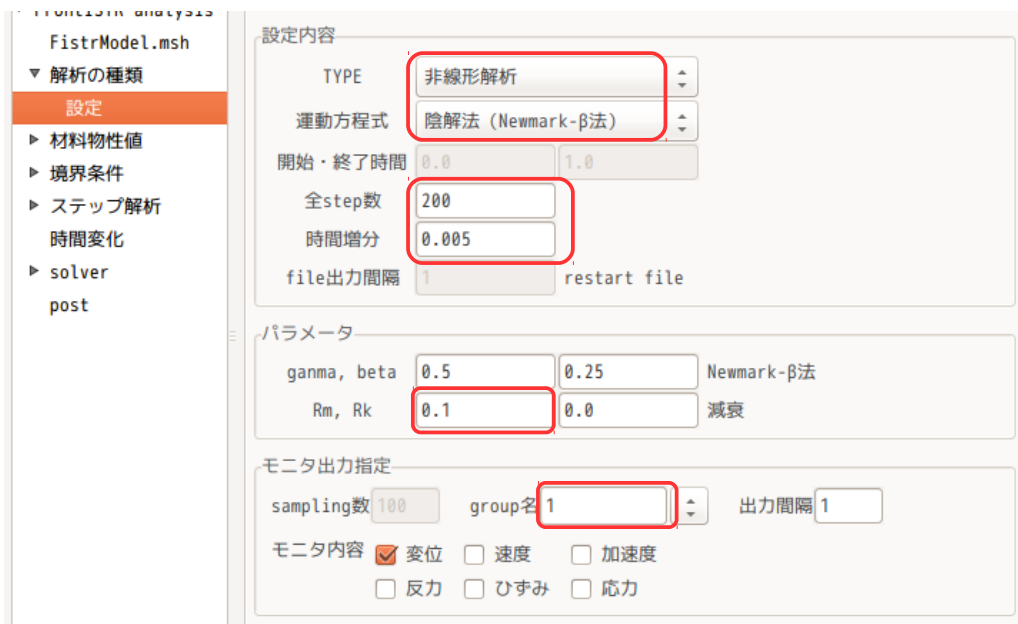 FrontISTR analysis
FistrModel.msh
解析の種類
設定
材料物性値
境界条件
ステップ解析
時間変化
solver
post
設定内容
TYPE 非線形解析
運動方程式 陰解法 (Newmark-β法)
開始・終了時間 0.0 1.0
全step数 200
時間増分 0.005
file出力間隔 1 restart file
パラメータ
ganma, beta 0.5 0.25 Newmark-β法
Rm, Rk 0.1 0.0 減衰
モニタ出力指定
sampling数 100 group名 1 出力間隔 1
モニタ内容 変位 速度 加速度
反力 ひずみ 応力